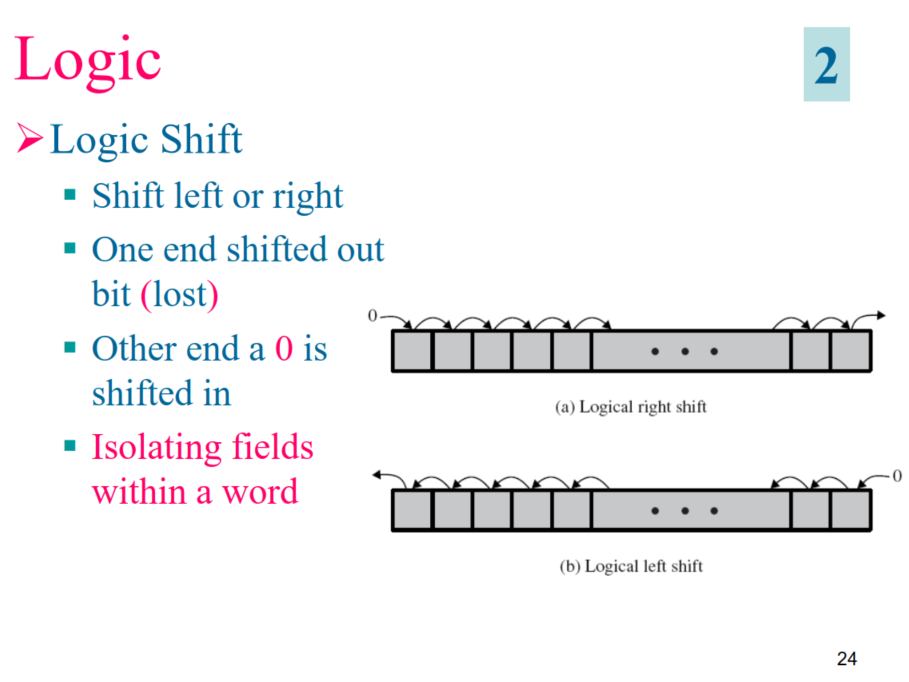 Logic
2
➢Logic Shift
▪ Shift left or right
▪ One end shifted out
bit (lost)
▪ Other end a 0 is
shifted in
▪ Isolating fields
within a word
0
• • •
(a) Logical right shift
0
• • •
(b) Logical left shift
24